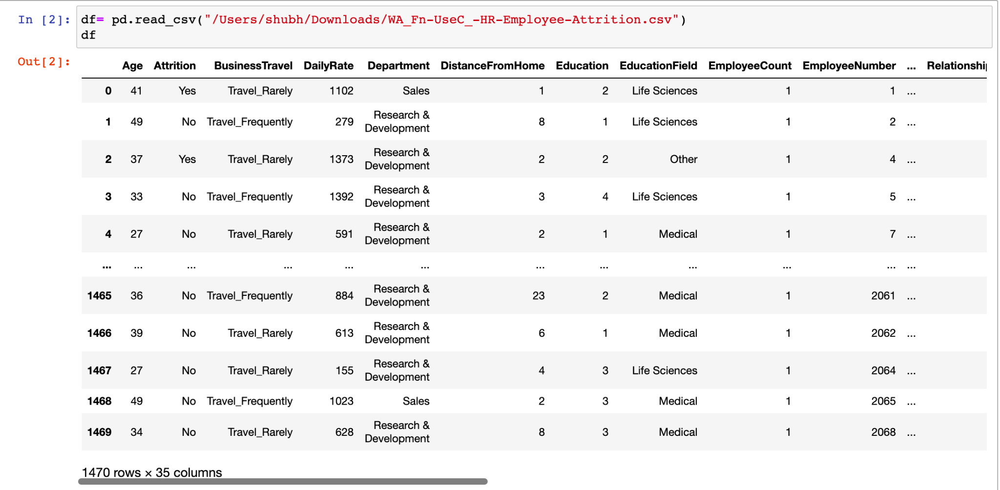 In [2]: df= pd.read_csv("/Users/shubh/Downloads/WA_Fn-UseC_-HR-Employee-Attrition.csv")
df
Out[2]:
Age Attrition BusinessTravel DailyRate Department DistanceFromHome Education EducationField EmployeeCount EmployeeNumber ... Relationshi
0 41 Yes Travel_Rarely 1102 Sales 1 2 Life Sciences 1 1 ...
1 49 No Travel_Frequently 279 Research & Development 8 1 Life Sciences 1 2 ...
2 37 Yes Travel_Rarely 1373 Research & Development 2 2 Other 1 4 ...
3 33 No Travel_Frequently 1392 Research & Development 3 4 Life Sciences 1 5 ...
4 27 No Travel_Rarely 591 Research & Development 2 1 Medical 1 7 ...
... ... ... ... ... ... ... ... ... ... ... ...
1465 36 No Travel_Frequently 884 Research & Development 23 2 Medical 1 2061 ...
1466 39 No Travel_Rarely 613 Research & Development 6 1 Medical 1 2062 ...
1467 27 No Travel_Rarely 155 Research & Development 4 3 Life Sciences 1 2064 ...
1468 49 No Travel_Frequently 1023 Sales 2 3 Medical 1 2065 ...
1469 34 No Travel_Rarely 628 Research & Development 8 3 Medical 1 2068 ...
1470 rows × 35 columns